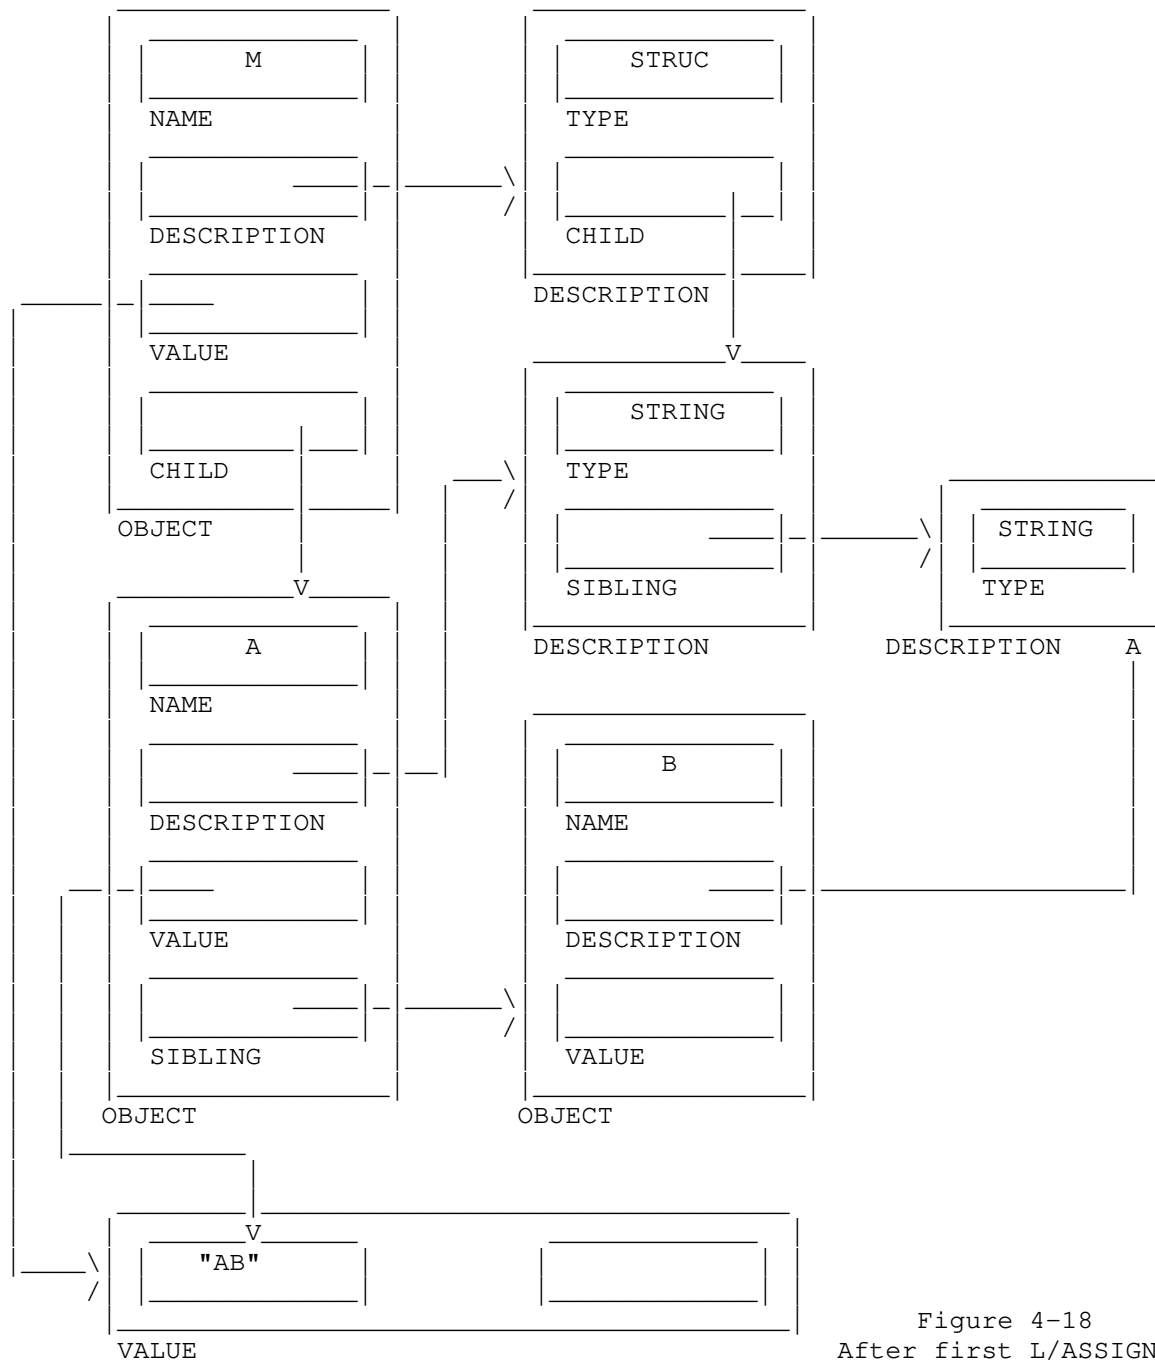 M STRUC
NAME TYPE
DESCRIPTION CHILD
DESCRIPTION
VALUE V
STRING
CHILD TYPE
OBJECT STRING
V SIBLING TYPE
A DESCRIPTION DESCRIPTION A
NAME
B
DESCRIPTION NAME
VALUE DESCRIPTION
SIBLING VALUE
OBJECT OBJECT
V
"AB"
Figure 4-18
VALUE After first L/ASSIGN